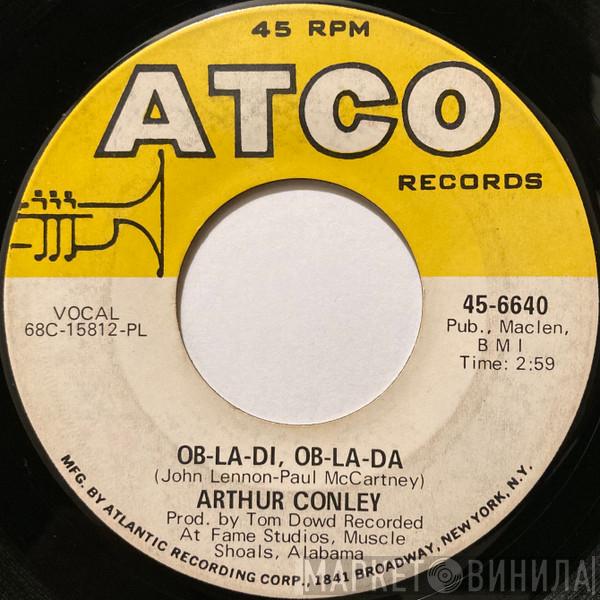 45 RPM
ATCO
RECORDS
VOCAL
68C-15812-PL
45-6640
Pub., Maclen,
BMI
Time: 2:59
OB-LA-DI, OB-LA-DA
(John Lennon-Paul McCartney)
ARTHUR CONLEY
Prod. by Tom Dowd Recorded
At Fame Studios, Muscle
Shoals, Alabama
MFG. BY ATLANTIC RECORDING CORP., 1841 BROADWAY, NEW YORK, N.Y.
МАРКЕТ ВИНИЛА